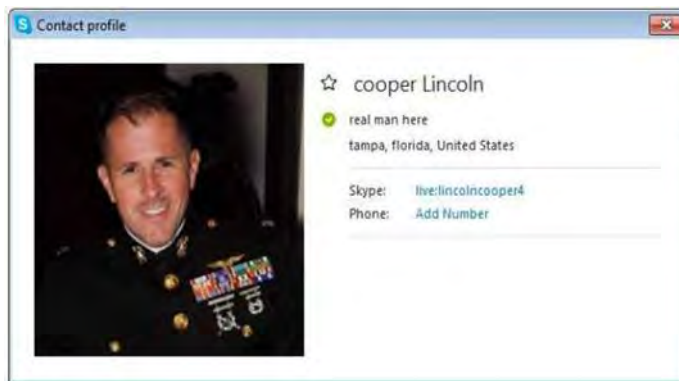 Contact profile
cooper Lincoln
real man here
tampa, florida, United States
Skype: live:lincolncooper4
Phone: Add Number